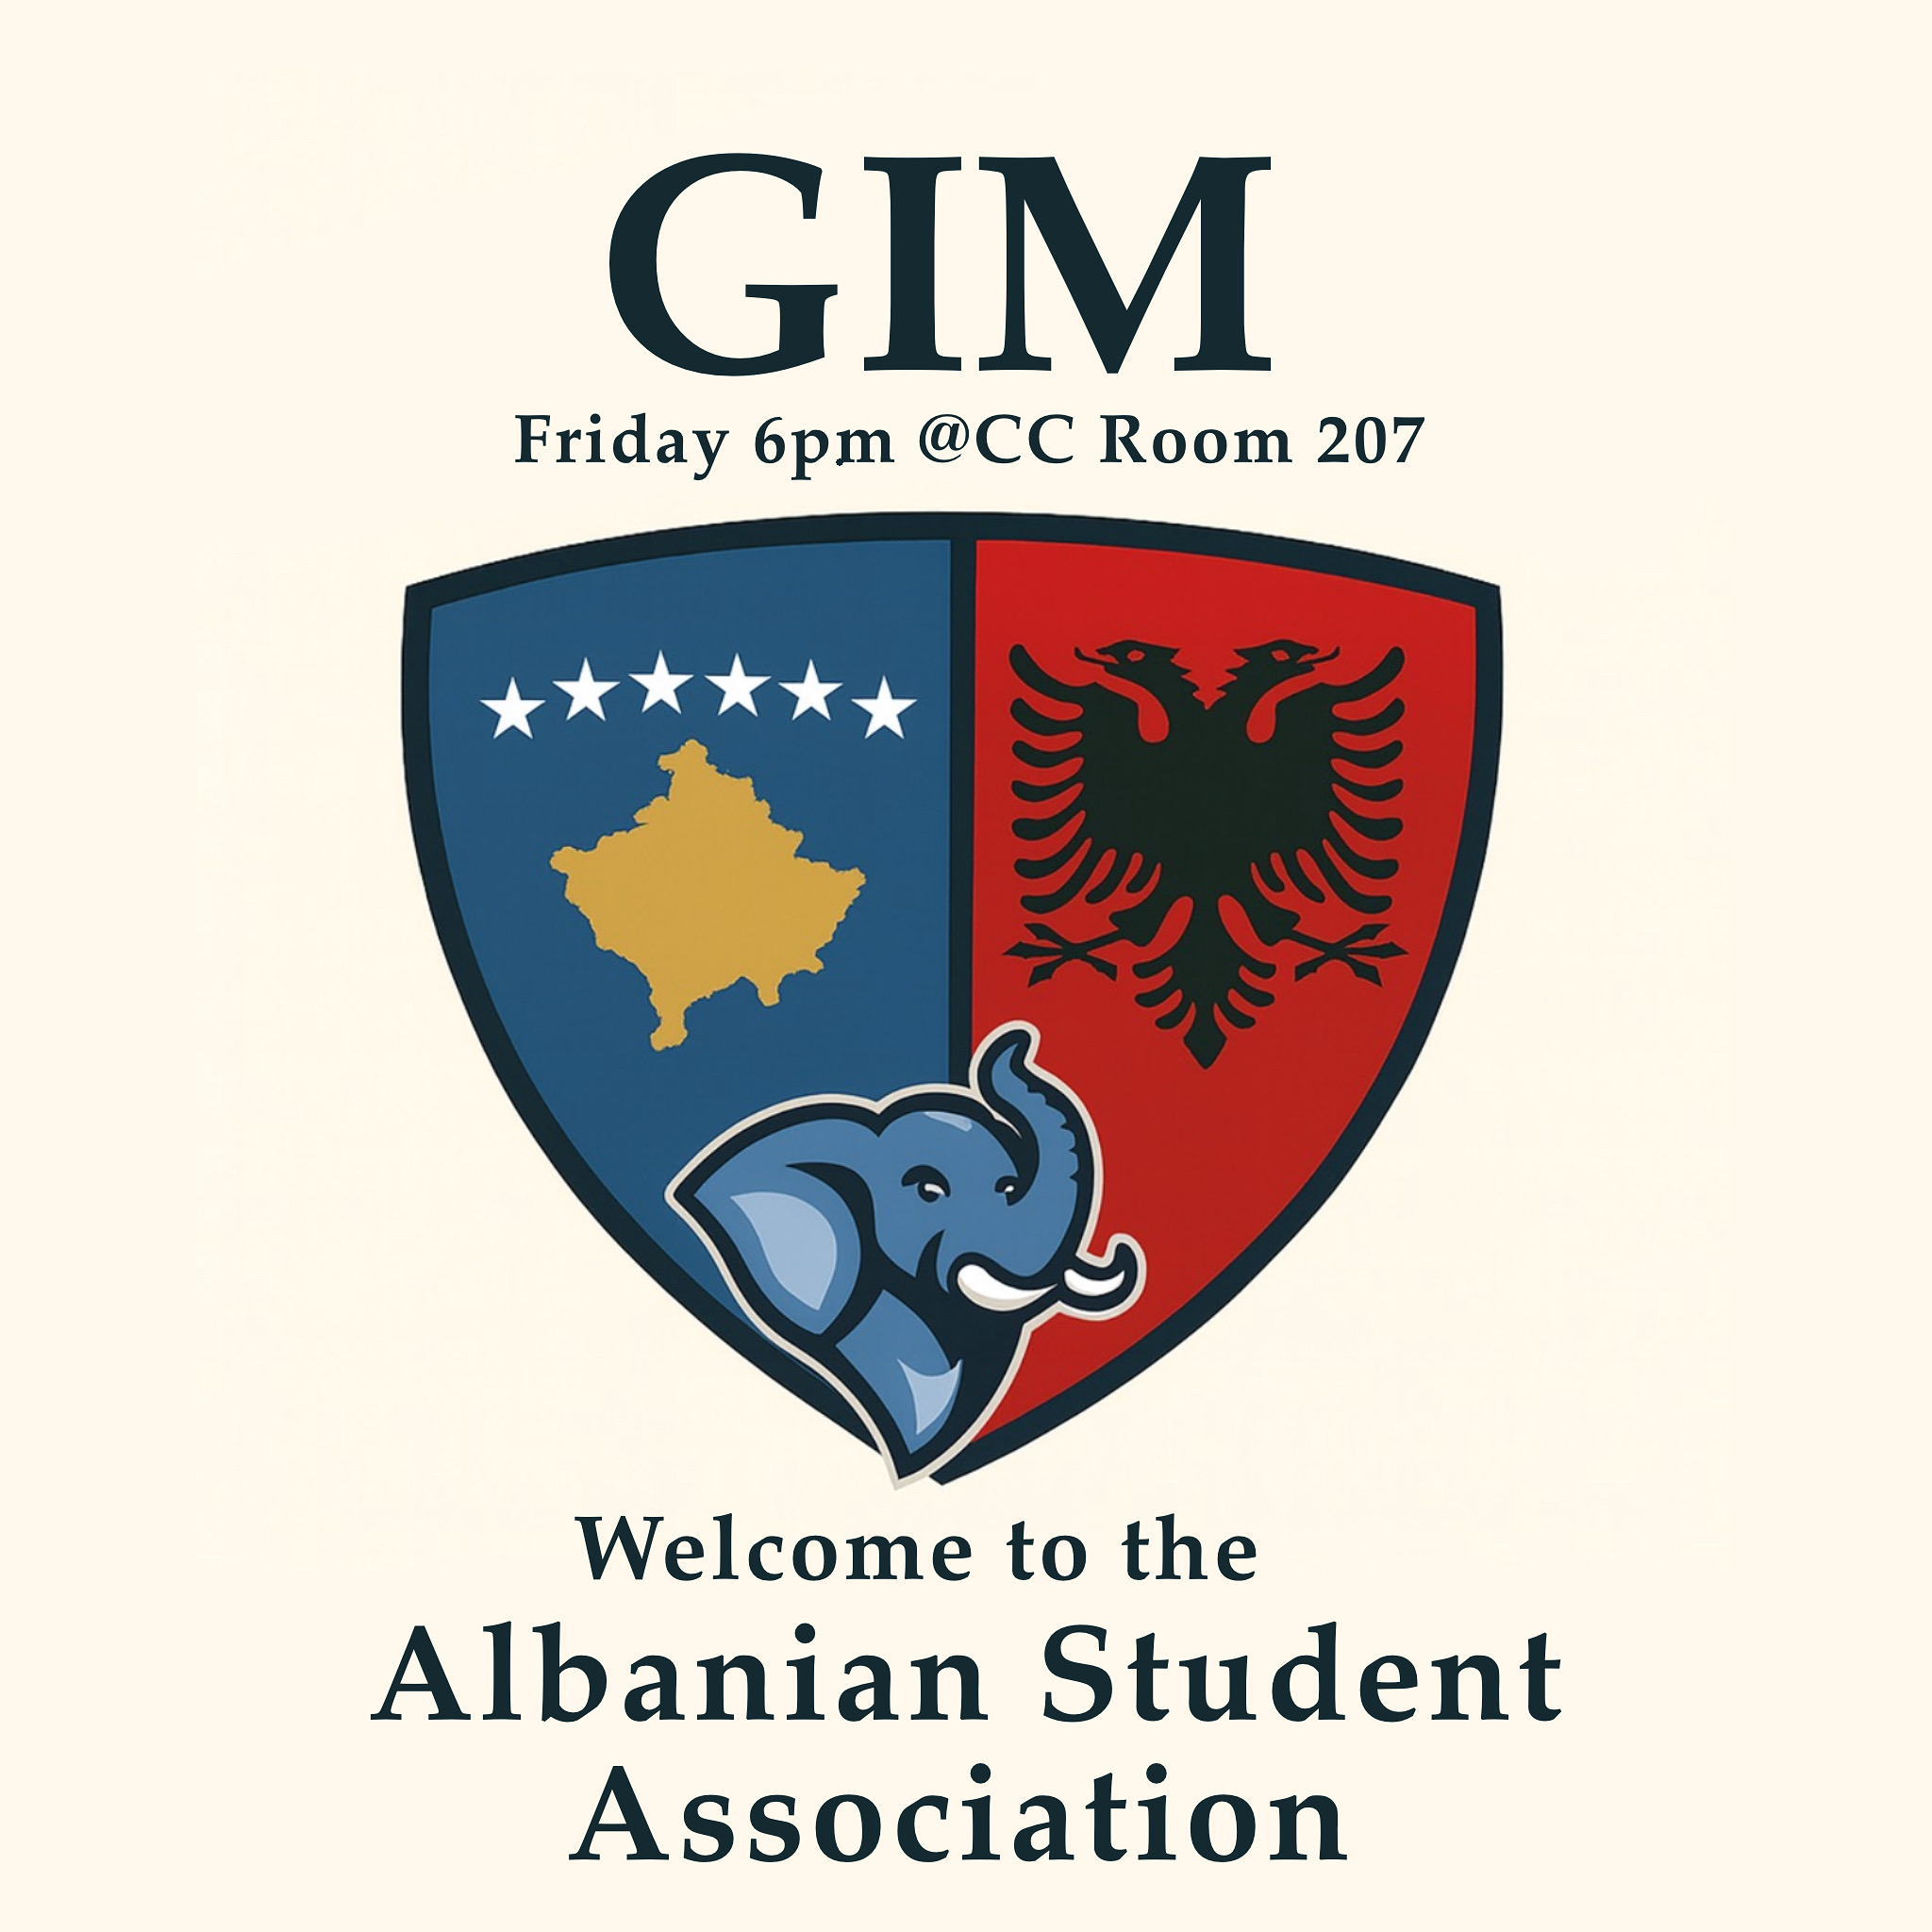 GIM
Friday 6pm @CC Room 207
Welcome to the
Albanian Student
Association